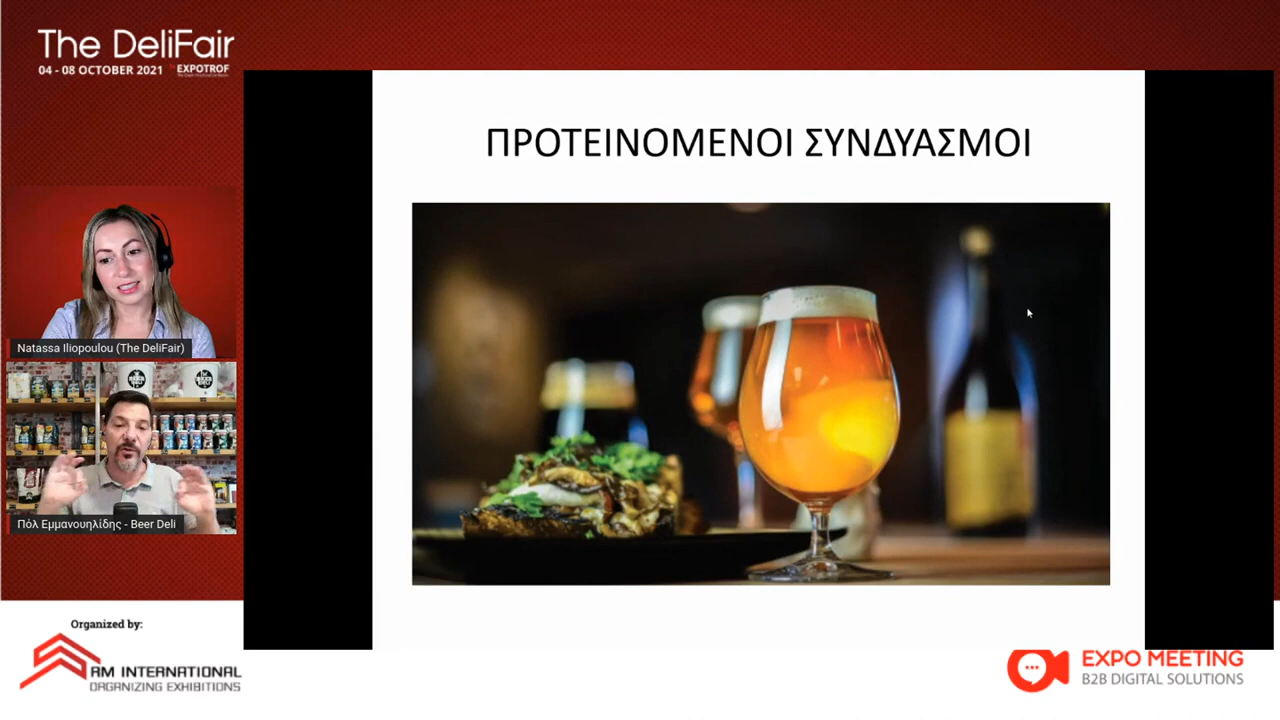 The DeliFair
04 - 08 OCTOBER 2021
EXPOTROF
ΠΡΟΤΕΙΝΟΜΕΝΟΙ ΣΥΝΔΥΑΣΜΟΙ
Natassa Iliopoulou (The DeliFair)
Πόλ Εμμανουηλίδης - Beer Deli
Organized by:
AM INTERNATIONAL
ORGANIZING EXHIBITIONS
EXPO MEETING
B2B DIGITAL SOLUTIONS